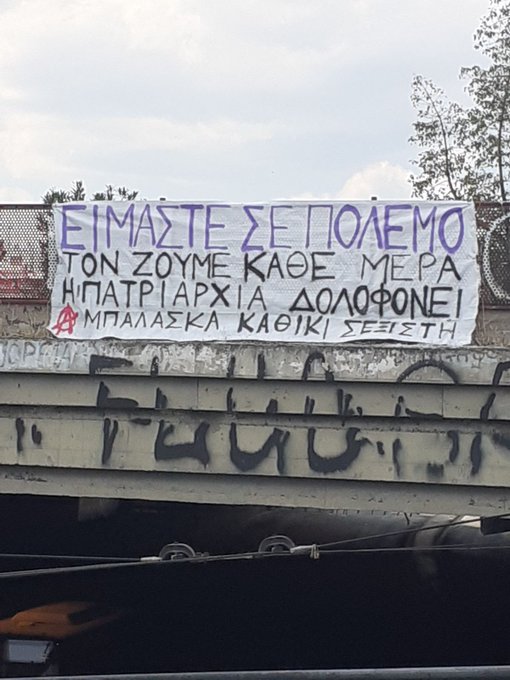 ΕΙΜΑΣΤΕ ΣΕ ΠΟΛΕΜΟ
ΤΟΝ ΖΟΥΜΕ ΚΑΘΕ ΜΕΡΑ
Η ΠΑΤΡΙΑΡΧΙΑ ΔΟΛΟΦΟΝΕΙ
ΜΠΑΛΑΣΚΑ ΚΑΘΙΚΙ ΣΕΞΙΣΤΗ